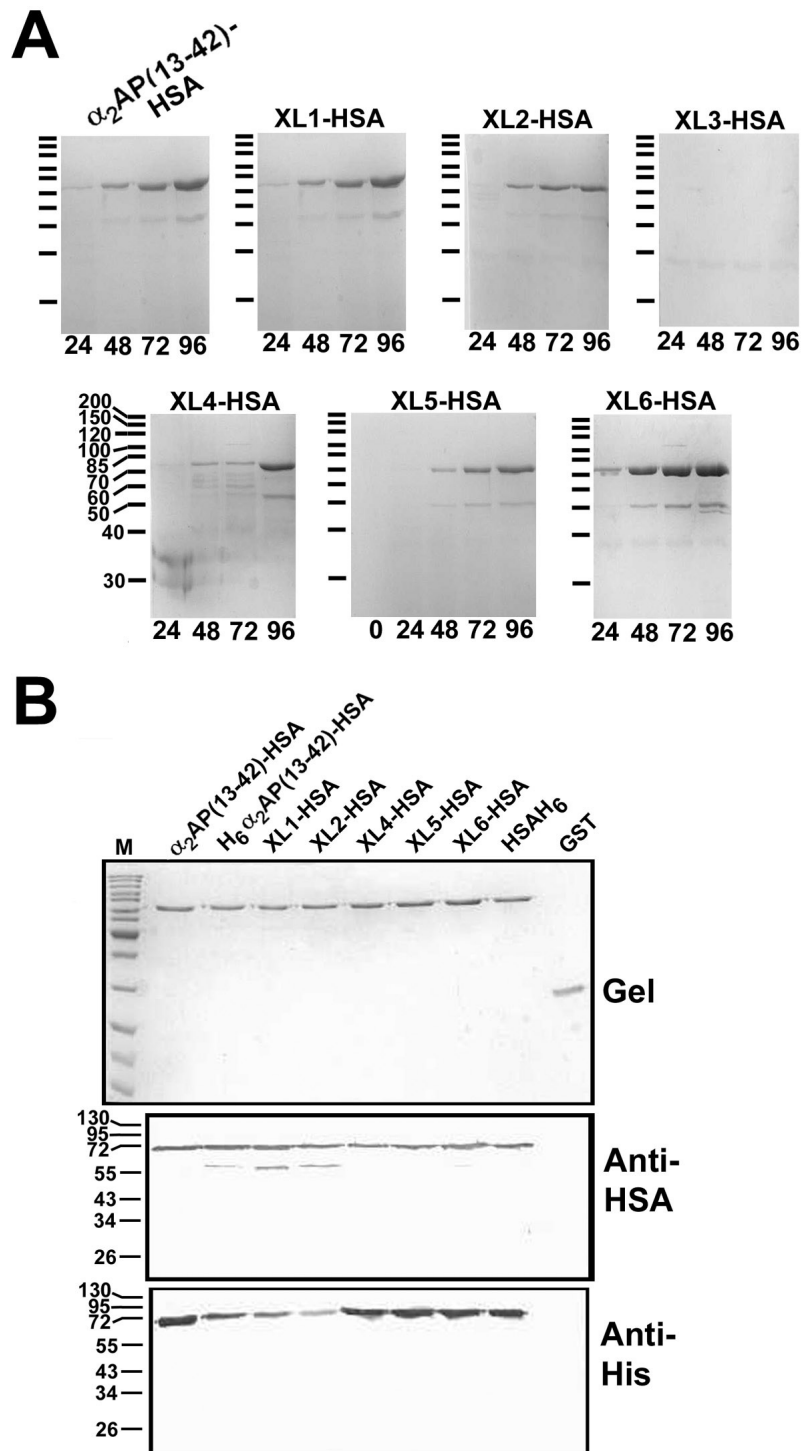 A
α₂AP(13-42)-
HSA
XL1-HSA
XL2-HSA
XL3-HSA
24 48 72 96
24 48 72 96
24 48 72 96
24 48 72 96
XL4-HSA
XL5-HSA
XL6-HSA
200
150
120
100
85
70
60
50
40
30
24 48 72 96
0 24 48 72 96
24 48 72 96
B
M
α₂AP(13-42)-HSA
H₆α₂AP(13-42)-HSA
XL1-HSA
XL2-HSA
XL4-HSA
XL5-HSA
XL6-HSA
HSAH₆
GST
Gel
130
95
72
55
43
34
26
Anti-
HSA
130
95
72
55
43
34
26
Anti-
His